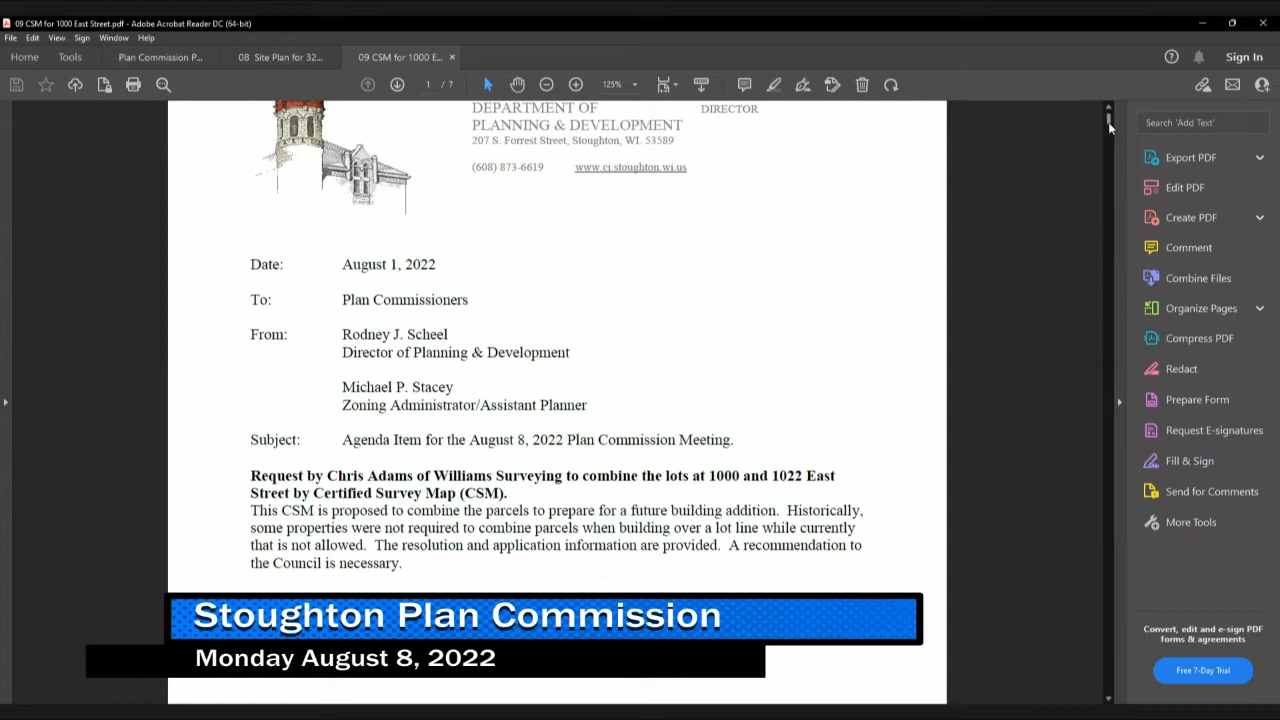 09 CSM for 1000 East Street.pdf - Adobe Acrobat Reader DC (64-bit)
File Edit View Sign Window Help
Home Tools Plan Commission P... 08 Site Plan for 32... 09 CSM for 1000 E... ×
Sign In
1 / 7 125%
DEPARTMENT OF
PLANNING & DEVELOPMENT
DIRECTOR
207 S. Forrest Street, Stoughton, WI. 53589
(608) 873-6619 www.ci.stoughton.wi.us
Date: August 1, 2022
To: Plan Commissioners
From: Rodney J. Scheel
Director of Planning & Development
Michael P. Stacey
Zoning Administrator/Assistant Planner
Subject: Agenda Item for the August 8, 2022 Plan Commission Meeting.
Request by Chris Adams of Williams Surveying to combine the lots at 1000 and 1022 East
Street by Certified Survey Map (CSM).
This CSM is proposed to combine the parcels to prepare for a future building addition. Historically,
some properties were not required to combine parcels when building over a lot line while currently
that is not allowed. The resolution and application information are provided. A recommendation to
the Council is necessary.
Stoughton Plan Commission
Monday August 8, 2022
Search 'Add Text'
Export PDF
Edit PDF
Create PDF
Comment
Combine Files
Organize Pages
Compress PDF
Redact
Prepare Form
Request E-signatures
Fill & Sign
Send for Comments
More Tools
Convert, edit and e-sign PDF
forms & agreements
Free 7-Day Trial